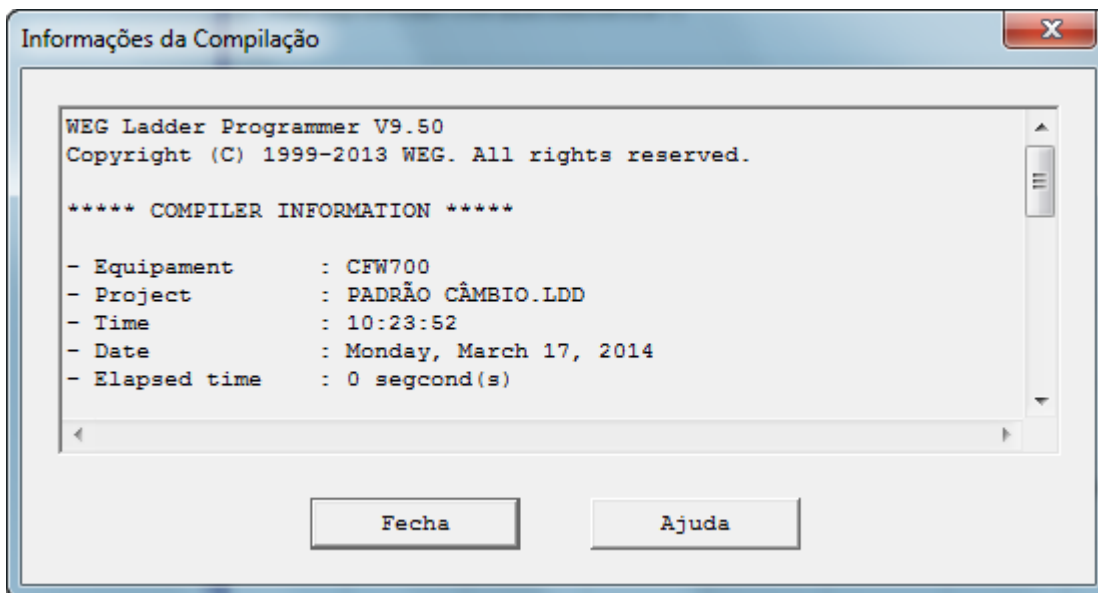 Informações da Compilação
WEG Ladder Programmer V9.50
Copyright (C) 1999-2013 WEG. All rights reserved.
***** COMPILER INFORMATION *****
- Equipament : CFW700
- Project : PADRÃO CÂMBIO.LDD
- Time : 10:23:52
- Date : Monday, March 17, 2014
- Elapsed time : 0 segcond(s)
Fecha Ajuda